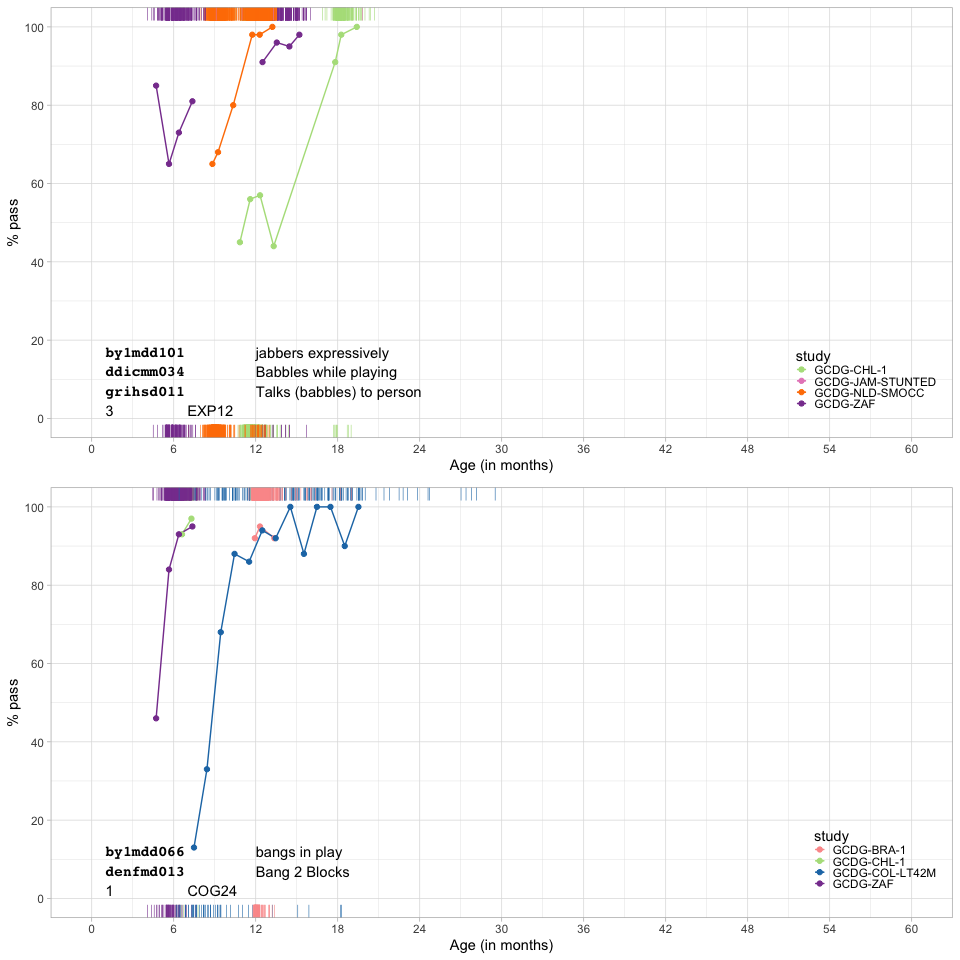 100
80
60
40
20
0
% pass
by1mdd101 jabbers expressively
ddicmm034 Babbles while playing
grihsd011 Talks (babbles) to person
3 EXP12
study
GCDG-CHL-1
GCDG-JAM-STUNTED
GCDG-NLD-SMOCC
GCDG-ZAF
0 6 12 18 24 30 36 42 48 54 60
Age (in months)
100
80
60
40
20
0
% pass
by1mdd066 bangs in play
denfmd013 Bang 2 Blocks
1 COG24
study
GCDG-BRA-1
GCDG-CHL-1
GCDG-COL-LT42M
GCDG-ZAF
0 6 12 18 24 30 36 42 48 54 60
Age (in months)